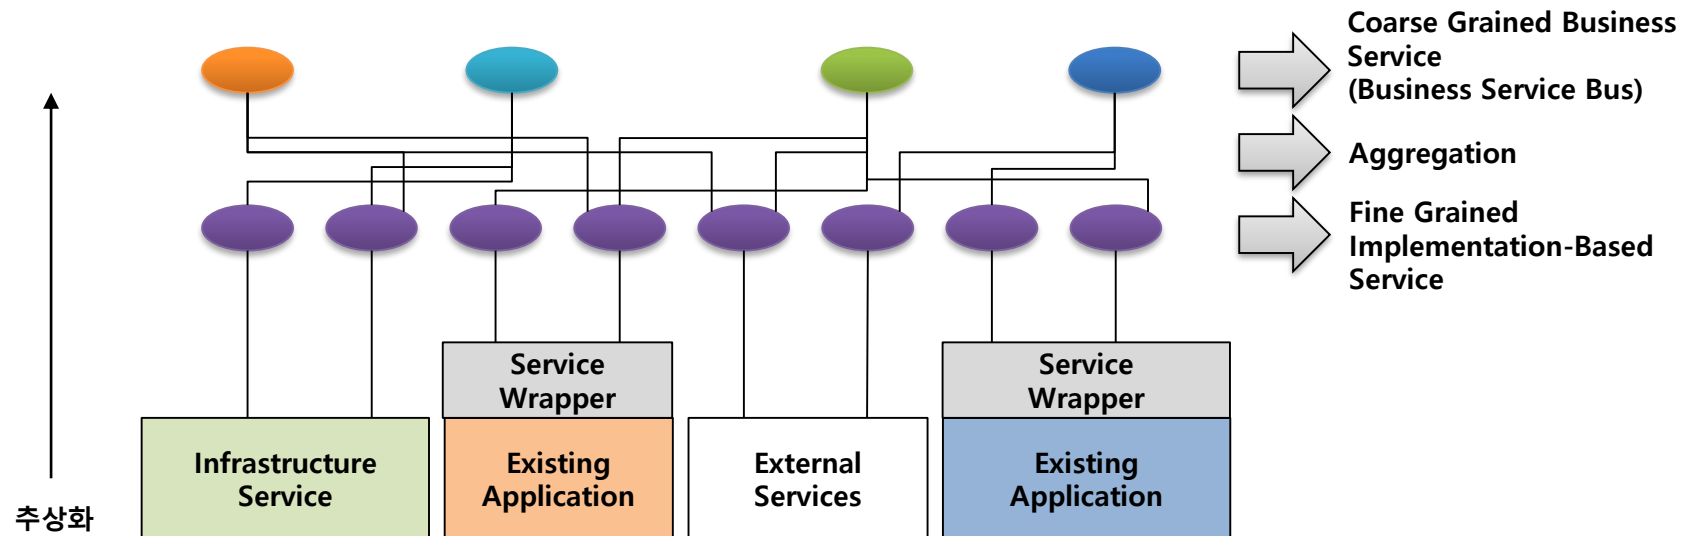 Coarse Grained Business
Service
(Business Service Bus)
Aggregation
Fine Grained
Implementation-Based
Service
Service
Wrapper
Service
Wrapper
Infrastructure
Service
Existing
Application
External
Services
Existing
Application
추상화